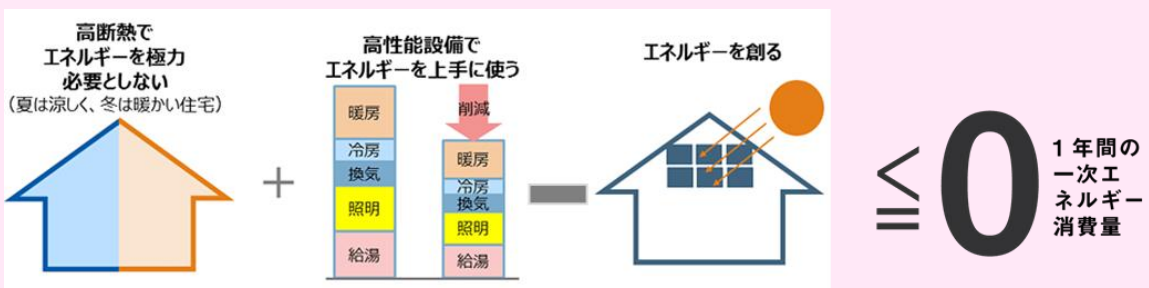 高断熱で
エネルギーを極力
必要としない
（夏は涼しく、冬は暖かい住宅）
+
高性能設備で
エネルギーを上手に使う
暖房
冷房
換気
照明
給湯
削減
暖房
冷房
換気
照明
給湯
エネルギーを創る
≦0
1年間の
一次エ
ネルギー
消費量